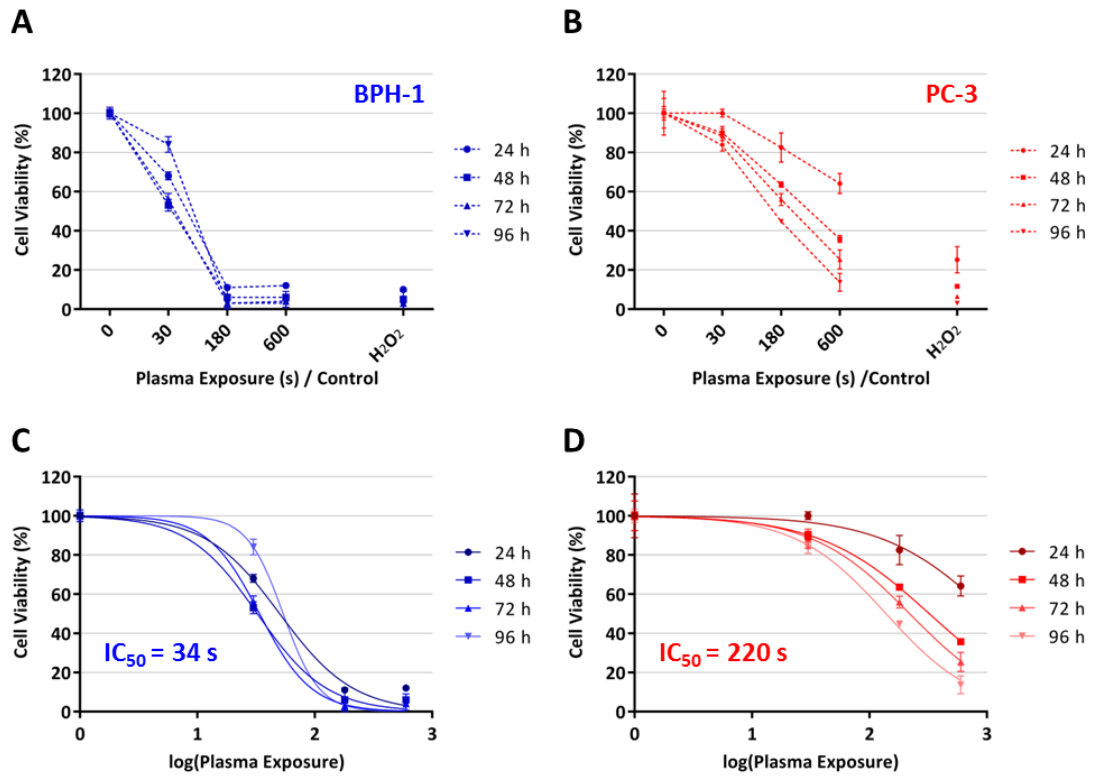 A
120
100
80
60
40
20
0
Cell Viability (%)
BPH-1
24 h
48 h
72 h
96 h
0 30 180 600 H₂O₂
Plasma Exposure (s) / Control
B
120
100
80
60
40
20
0
Cell Viability (%)
PC-3
24 h
48 h
72 h
96 h
0 30 180 600 H₂O₂
Plasma Exposure (s) /Control
C
120
100
80
60
40
20
0
Cell Viability (%)
IC₅₀ = 34 s
24 h
48 h
72 h
96 h
0 1 2 3
log(Plasma Exposure)
D
120
100
80
60
40
20
0
Cell Viability (%)
IC₅₀ = 220 s
24 h
48 h
72 h
96 h
0 1 2 3
log(Plasma Exposure)